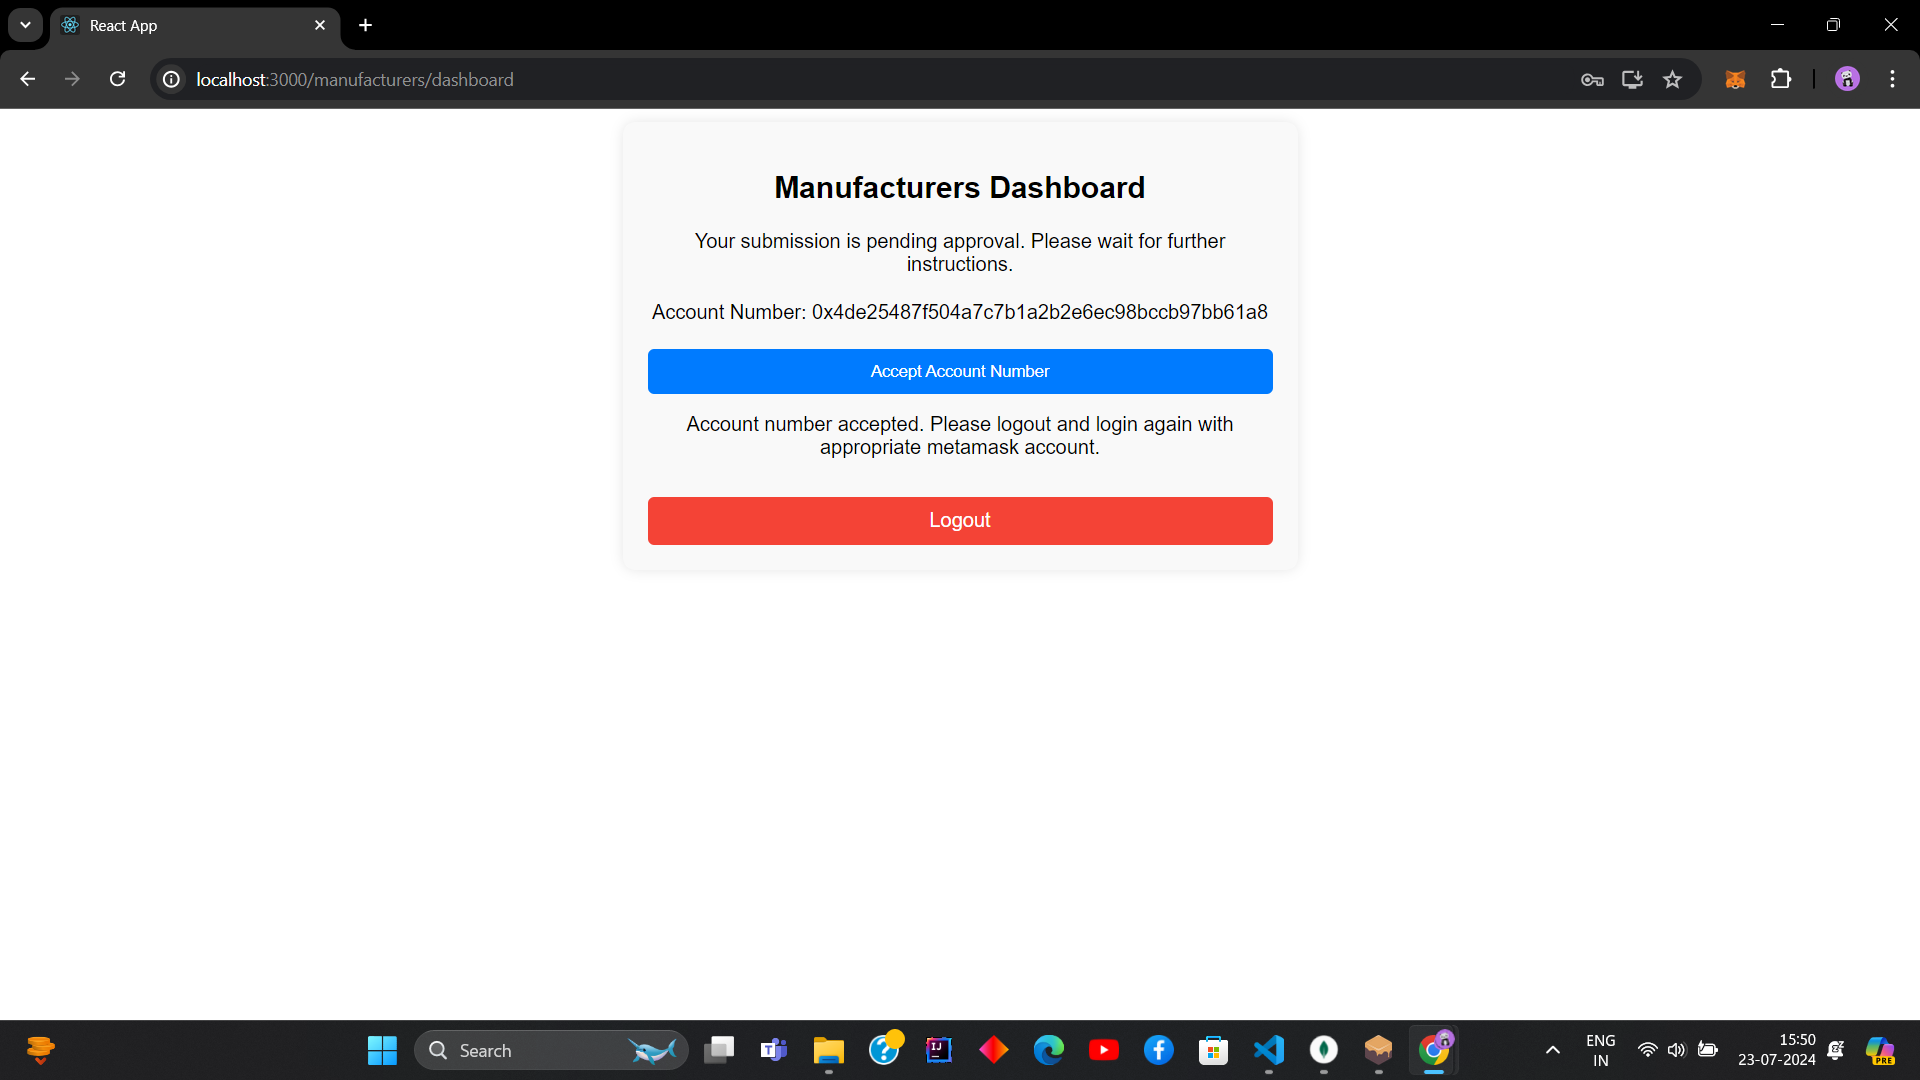 React App
localhost:3000/manufacturers/dashboard
Manufacturers Dashboard
Your submission is pending approval. Please wait for further
instructions.
Account Number: 0x4de25487f504a7c7b1a2b2e6ec98bccb97bb61a8
Accept Account Number
Account number accepted. Please logout and login again with
appropriate metamask account.
Logout
Search
ENG
IN
15:50
23-07-2024
PRE